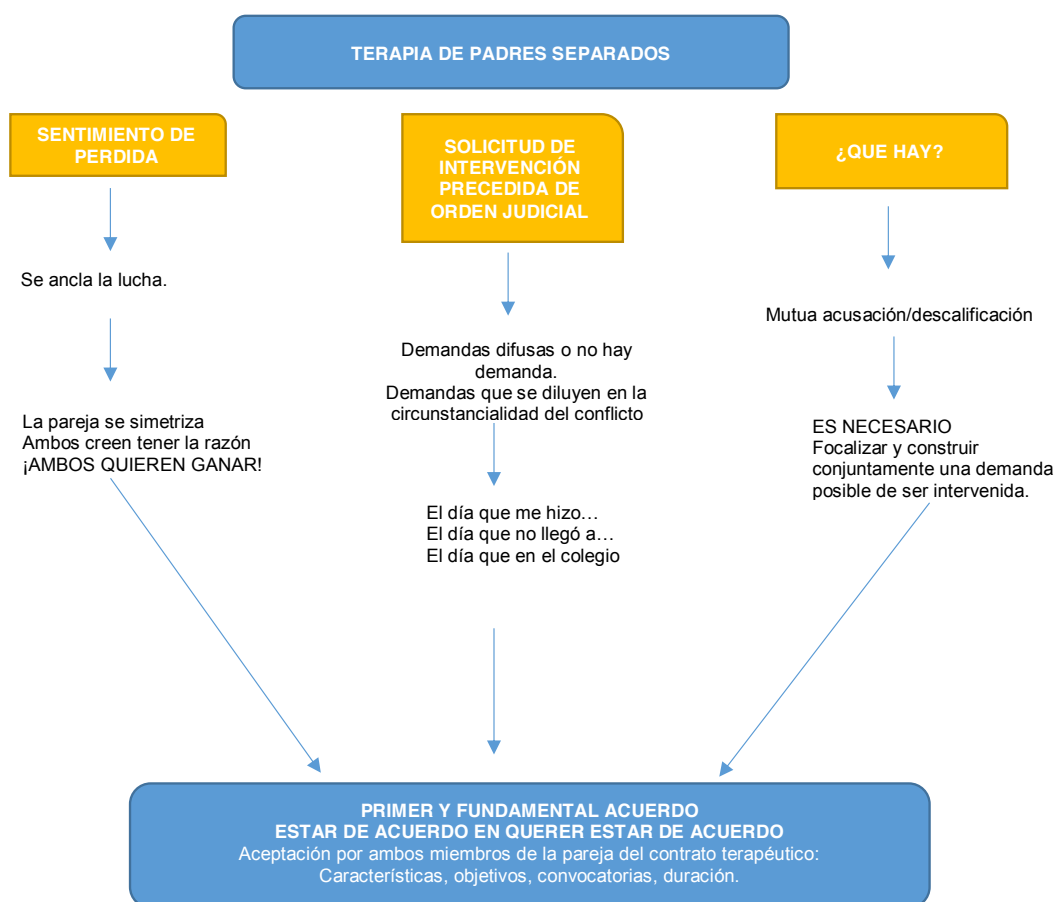 TERAPIA DE PADRES SEPARADOS
SENTIMIENTO DE
PERDIDA
Se ancla la lucha.
La pareja se simetriza
Ambos creen tener la razón
¡AMBOS QUIEREN GANAR!
SOLICITUD DE
INTERVENCIÓN
PRECEDIDA DE
ORDEN JUDICIAL
Demandas difusas o no hay
demanda.
Demandas que se diluyen en la
circunstancialidad del conflicto
El día que me hizo…
El día que no llegó a…
El día que en el colegio
¿QUE HAY?
Mutua acusación/descalificación
ES NECESARIO
Focalizar y construir
conjuntamente una demanda
posible de ser intervenida.
PRIMER Y FUNDAMENTAL ACUERDO
ESTAR DE ACUERDO EN QUERER ESTAR DE ACUERDO
Aceptación por ambos miembros de la pareja del contrato terapéutico:
Características, objetivos, convocatorias, duración.